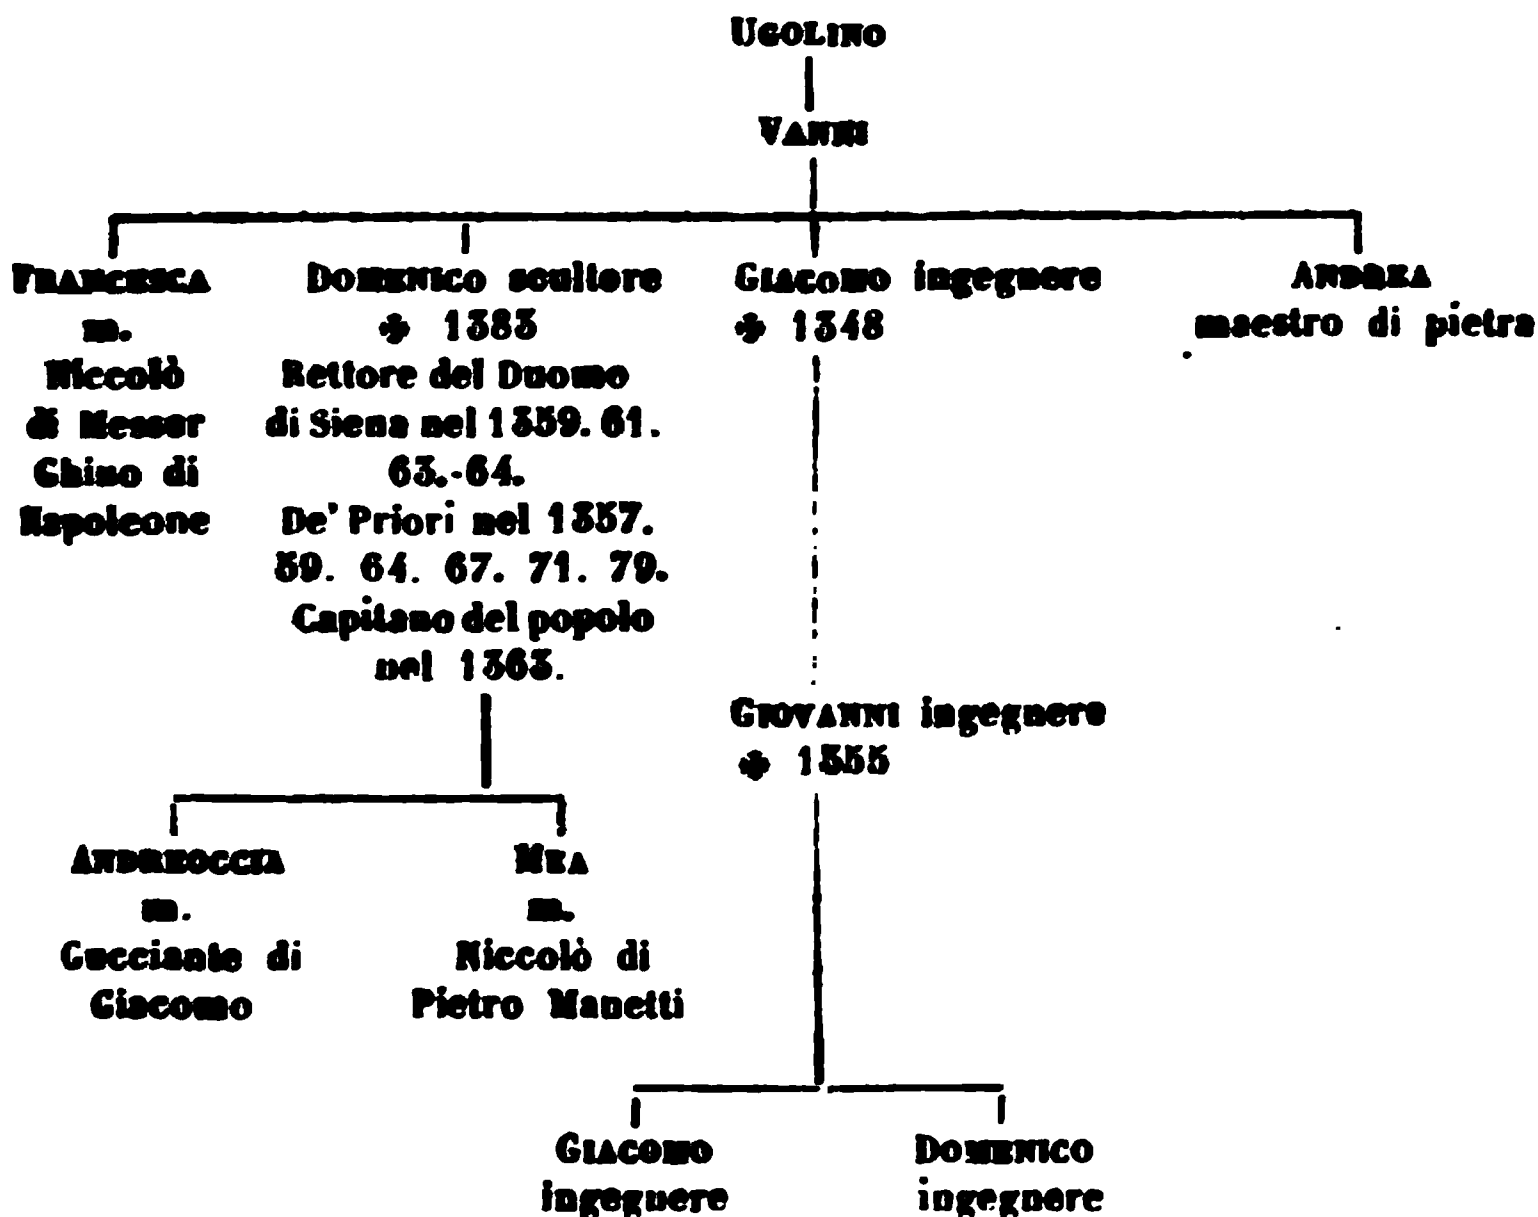 UGOLINO
VANNI
FRANCESCA
m.
Niccolò
di Messer
Ghino di
Napoleone
DOMENICO scultore
✠ 1383
Rettore del Duomo
di Siena nel 1359. 61.
63.-64.
De' Priori nel 1357.
59. 64. 67. 71. 79.
Capitano del popolo
nel 1363.
GIACOMO ingegnere
✠ 1348
ANDREA
maestro di pietra
GIOVANNI ingegnere
✠ 1355
ANDREOCCIA
m.
Gucciante di
Giacomo
MEA
m.
Niccolò di
Pietro Manetti
GIACOMO
ingegnere
DOMENICO
ingegnere